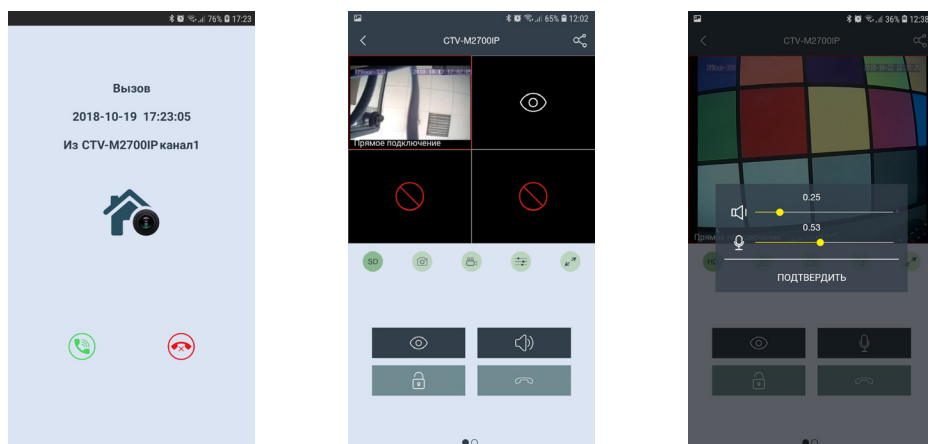 76% 17:23
Вызов
2018-10-19 17:23:05
Из CTV-M2700IP канал1
65% 12:02
CTV-M2700IP
Прямое подключение
SD
36% 12:38
CTV-M2700IP
0.25
0.53
ПОДТВЕРДИТЬ